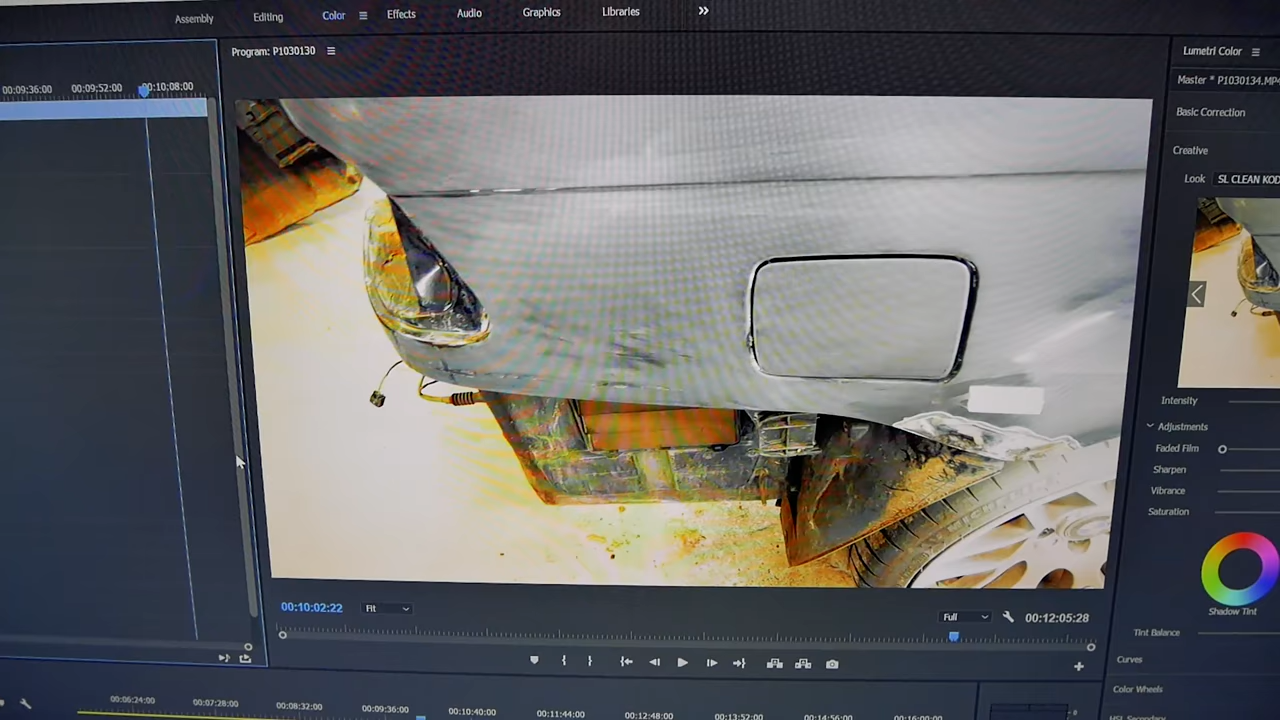 Assembly Editing Color Effects Audio Graphics Libraries
Program: P1030130
Lumetri Color
00:09:36:00 00:09:52:00 00:10:08:00
Master * P1030134.MP
Basic Correction
Creative
Look SL CLEAN KOD
Intensity
Adjustments
Faded Film
Sharpen
Vibrance
Saturation
Shadow Tint
00:10:02:22 Fit Full 00:12:05:28
Tint Balance
Curves
Color Wheels
00:06:24:00 00:07:28:00 00:08:32:00 00:09:36:00 00:10:40:00 00:11:44:00 00:12:48:00 00:13:52:00 00:14:56:00 00:16:00:00
HSL Secondary